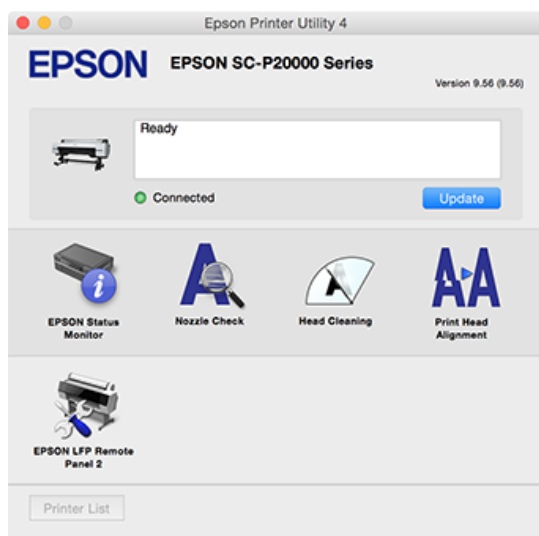 Epson Printer Utility 4
EPSON
EPSON SC-P20000 Series
Version 9.56 (9.56)
Ready
Connected
Update
EPSON Status
Monitor
Nozzle Check
Head Cleaning
Print Head
Alignment
EPSON LFP Remote
Panel 2
Printer List